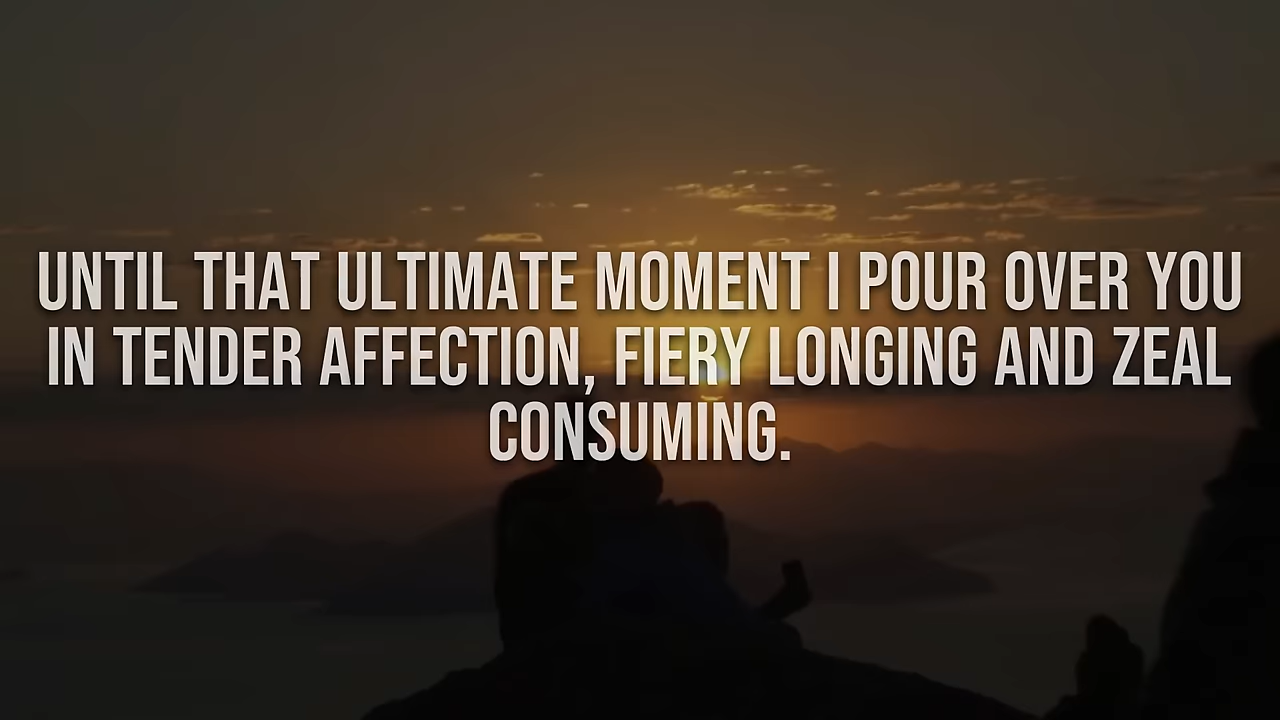 UNTIL THAT ULTIMATE MOMENT I POUR OVER YOU
IN TENDER AFFECTION, FIERY LONGING AND ZEAL
CONSUMING.